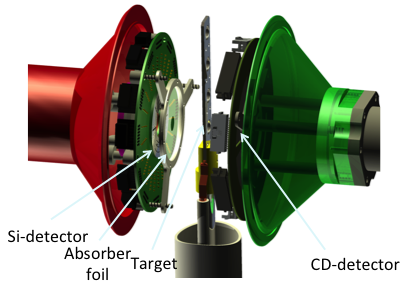 Si-detector
Absorber
foil
Target
CD-detector